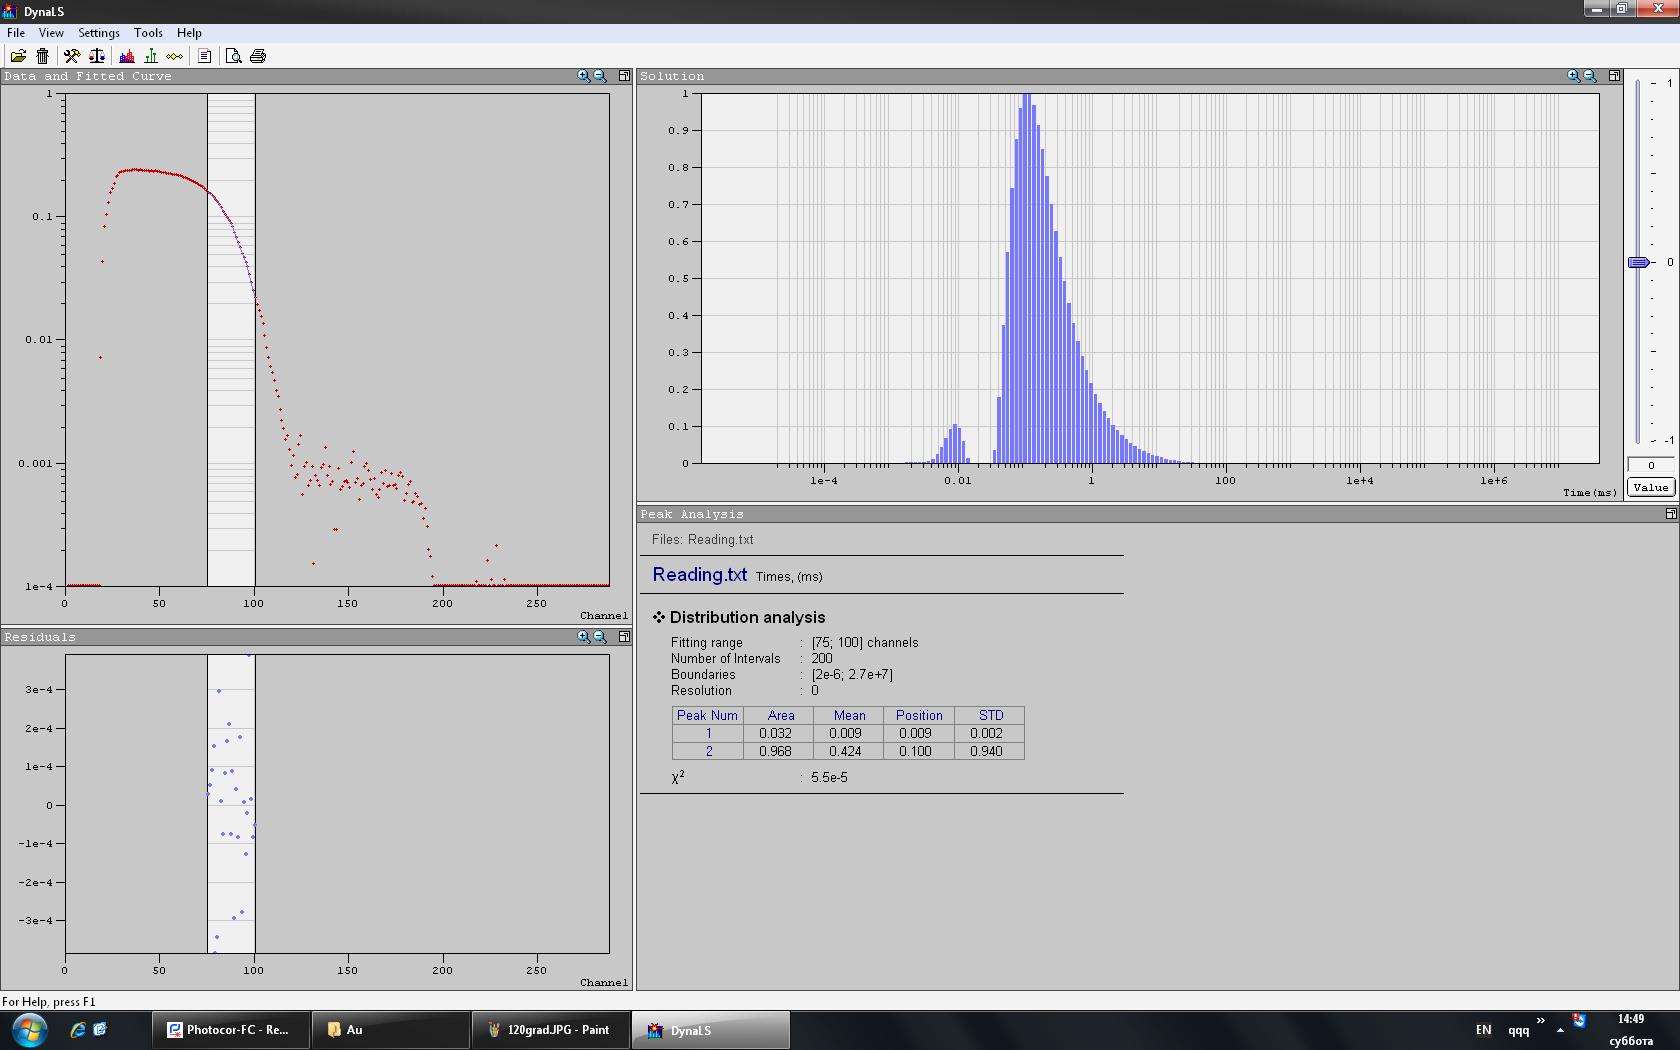 DynaLS
File View Settings Tools Help
Data and Fitted Curve
1
0.1
0.01
0.001
1e-4
0 50 100 150 200 250
Channel
Residuals
3e-4
2e-4
1e-4
0
-1e-4
-2e-4
-3e-4
0 50 100 150 200 250
Channel
Solution
1
0.9
0.8
0.7
0.6
0.5
0.4
0.3
0.2
0.1
0
1e-4 0.01 1 100 1e+4 1e+6
Time(ms)
1
0
-1
0
Value
Peak Analysis
Files: Reading.txt
Reading.txt Times, (ms)
❖ Distribution analysis
Fitting range : [75; 100] channels
Number of Intervals : 200
Boundaries : [2e-6; 2.7e+7]
Resolution : 0
Peak Num Area Mean Position STD
1 0.032 0.009 0.009 0.002
2 0.968 0.424 0.100 0.940
χ² : 5.5e-5
For Help, press F1
Photocor-FC - Re...
Au
120grad.JPG - Paint
DynaLS
EN
qqq
»
14:49
суббота